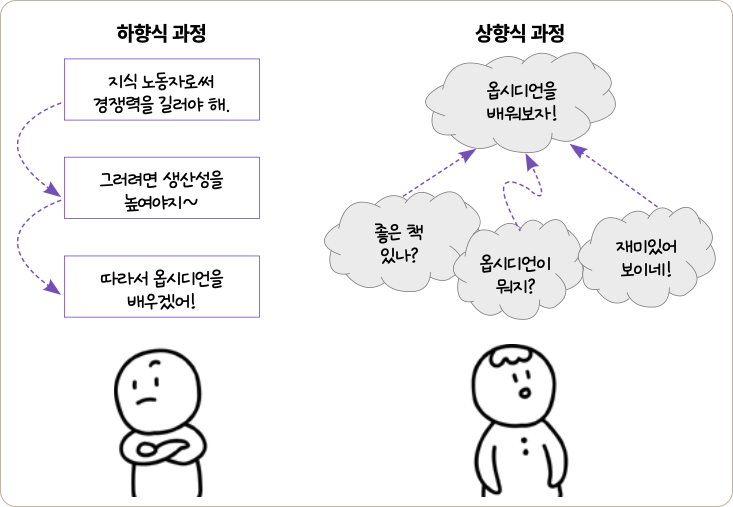 하향식 과정
지식 노동자로써
경쟁력을 길러야 해.
그러려면 생산성을
높여야지~
따라서 옵시디언을
배우겠어!
상향식 과정
옵시디언을
배워보자!
좋은 책
있나?
옵시디언이
뭐지?
재미있어
보이네!